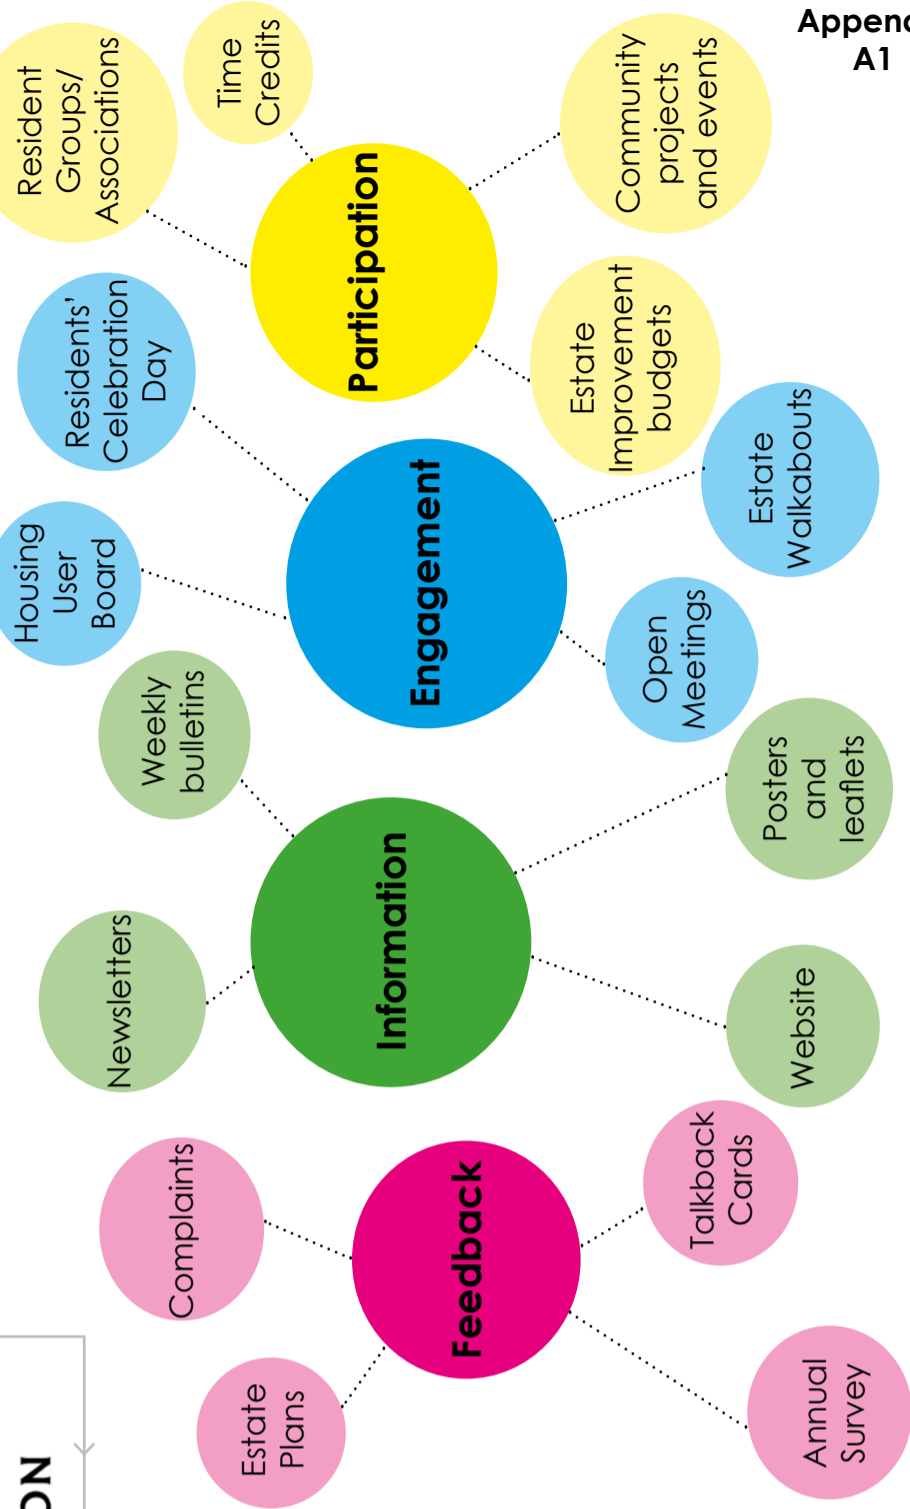 Appen
A1
Resident
Groups/
Associations
Time
Credits
Participation
Community
projects
and events
Estate
Improvement
budgets
Residents’
Celebration
Day
Housing
User
Board
Engagement
Estate
Walkabouts
Open
Meetings
Weekly
bulletins
Newsletters
Information
Posters
and
leaflets
Website
Complaints
Estate
Plans
Feedback
Talkback
Cards
Annual
Survey
ON